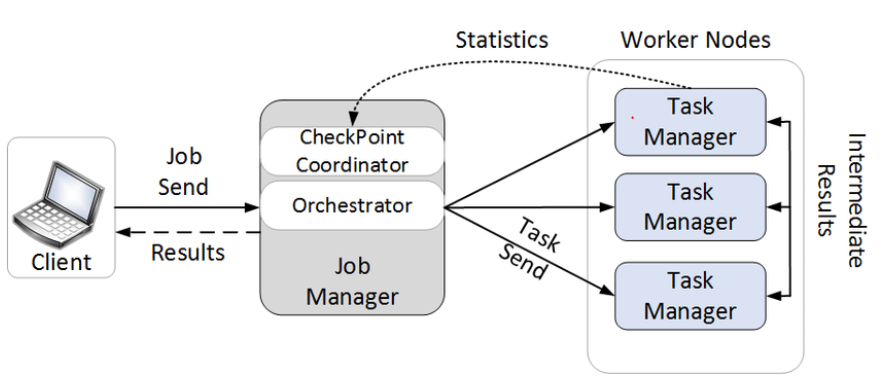 Statistics
Worker Nodes
Task
Manager
CheckPoint
Coordinator
Job
Send
Orchestrator
Task
Manager
Intermediate
Results
Client
Results
Task
Send
Job
Manager
Task
Manager